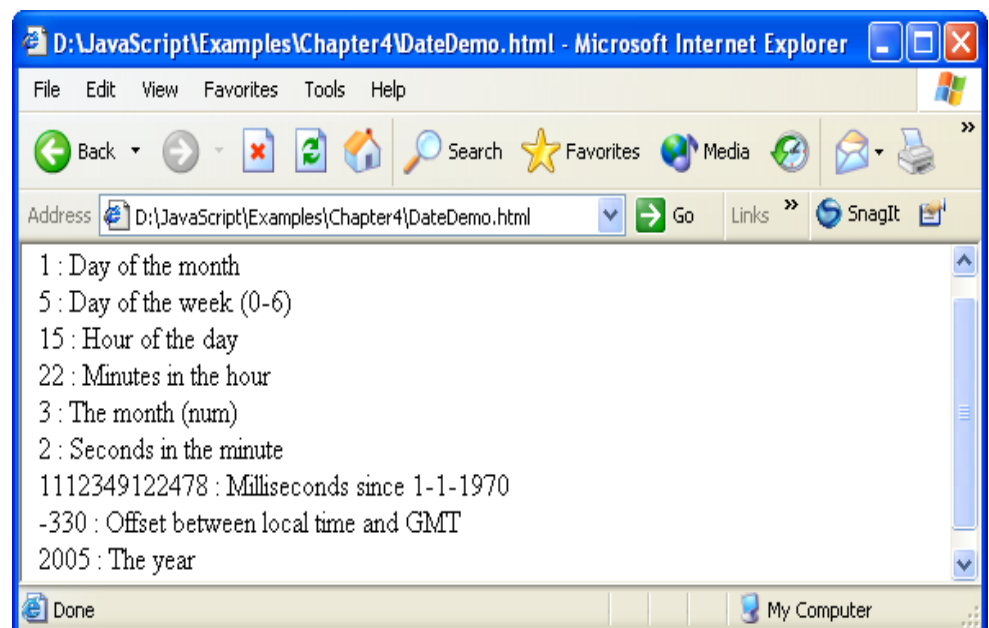 D:\JavaScript\Examples\Chapter4\DateDemo.html - Microsoft Internet Explorer
File Edit View Favorites Tools Help
Back Search Favorites Media »
Address D:\JavaScript\Examples\Chapter4\DateDemo.html Go Links » SnagIt
1 : Day of the month
5 : Day of the week (0-6)
15 : Hour of the day
22 : Minutes in the hour
3 : The month (num)
2 : Seconds in the minute
1112349122478 : Milliseconds since 1-1-1970
-330 : Offset between local time and GMT
2005 : The year
Done My Computer